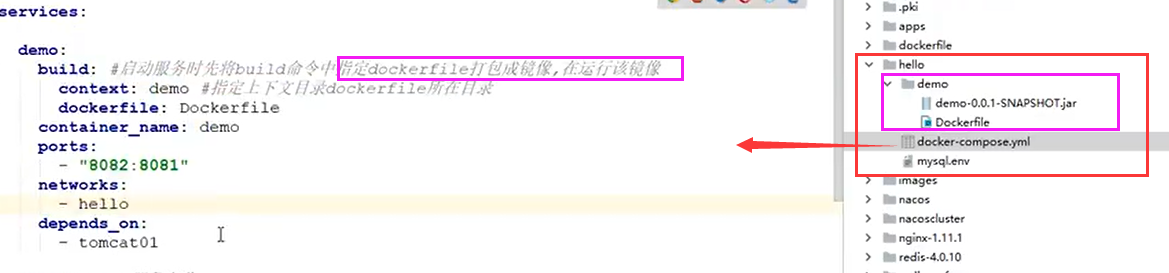 services:
demo:
build: #启动服务时先将build命令中指定dockerfile打包成镜像,在运行该镜像
context: demo #指定上下文目录dockerfile所在目录
dockerfile: Dockerfile
container_name: demo
ports:
- "8082:8081"
networks:
- hello
depends_on:
- tomcat01
.pki
apps
dockerfile
hello
demo
demo-0.0.1-SNAPSHOT.jar
Dockerfile
docker-compose.yml
mysql.env
images
nacos
nacoscluster
nginx-1.11.1
redis-4.0.10